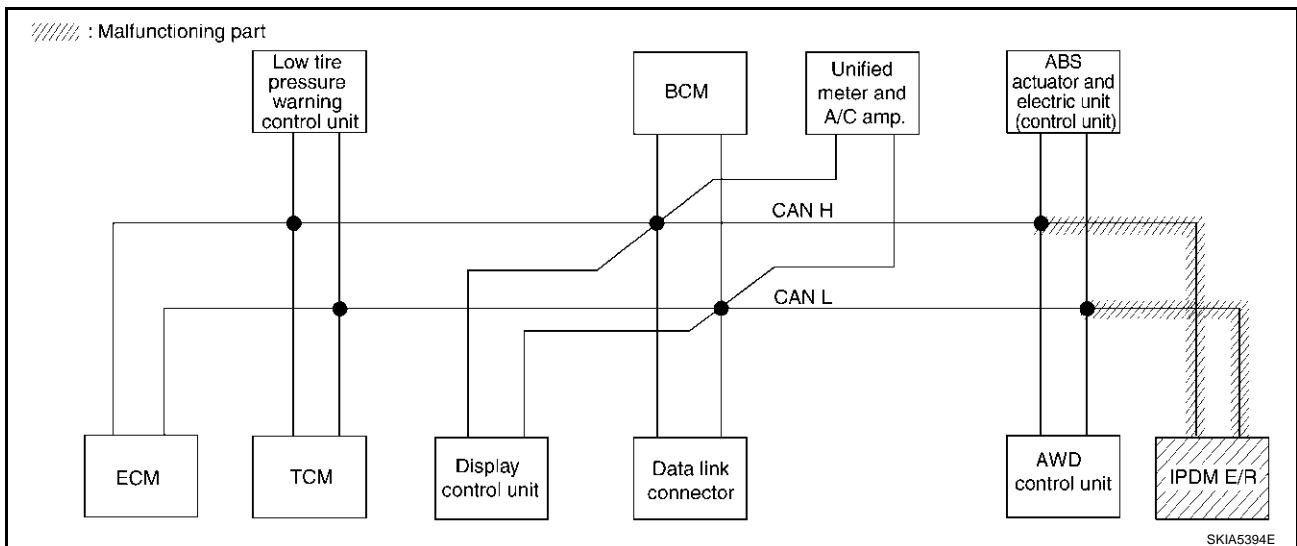 : Malfunctioning part
Low tire
pressure
warning
control unit
BCM
Unified
meter and
A/C amp.
ABS
actuator and
electric unit
(control unit)
CAN H
CAN L
ECM
TCM
Display
control unit
Data link
connector
AWD
control unit
IPDM E/R
SKIA5394E